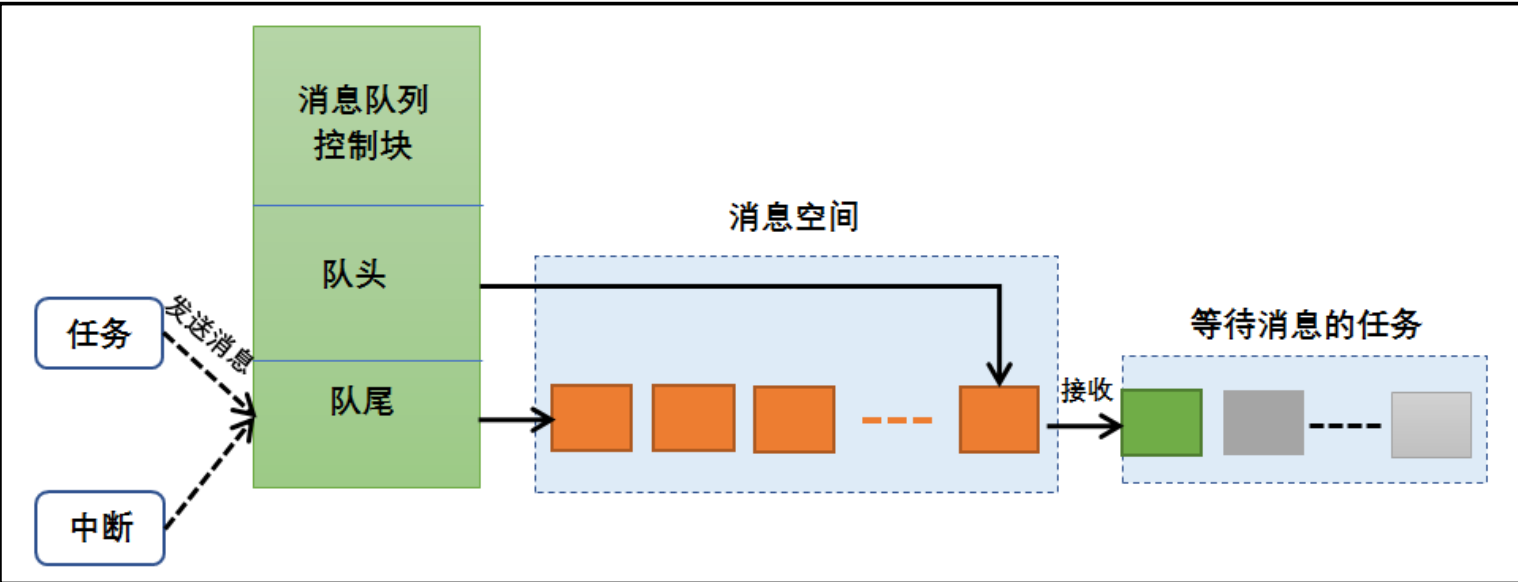 消息队列
控制块
消息空间
队头
发送消息
任务
等待消息的任务
队尾
接收
中断